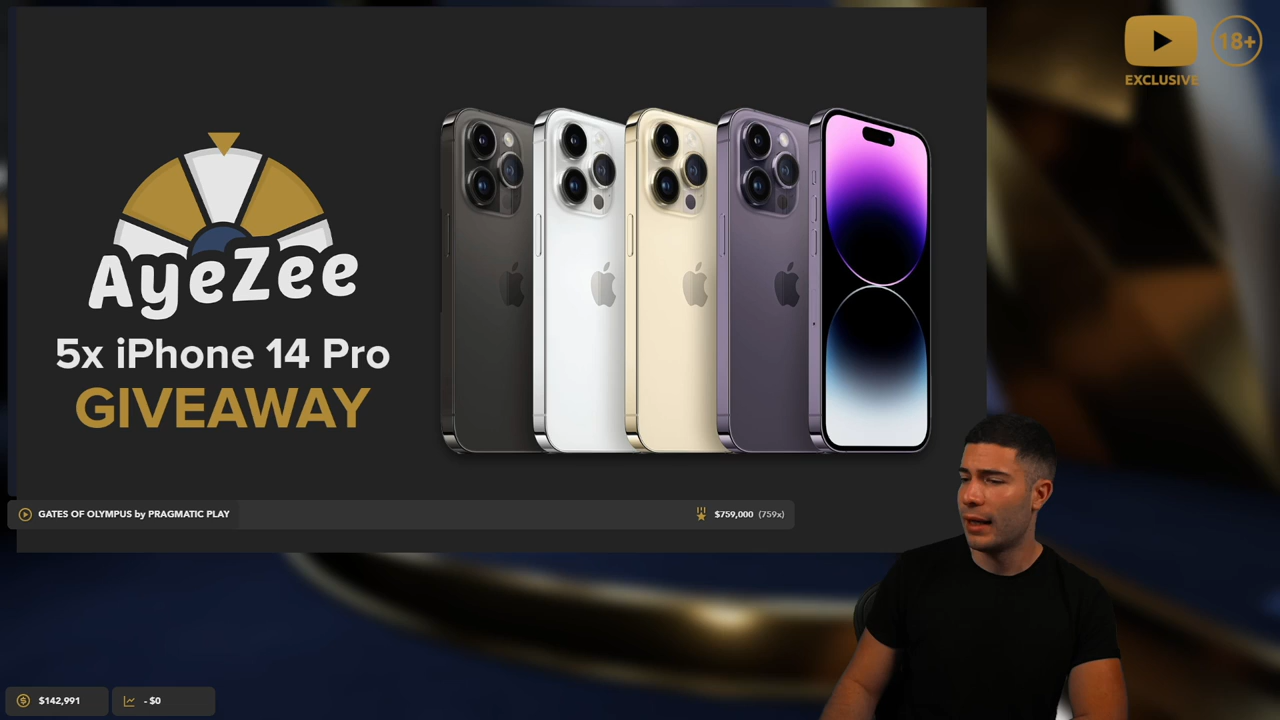 18+
EXCLUSIVE
AyeZee
5x iPhone 14 Pro
GIVEAWAY
GATES OF OLYMPUS by PRAGMATIC PLAY
$759,000 (759x)
$142,991
- $0